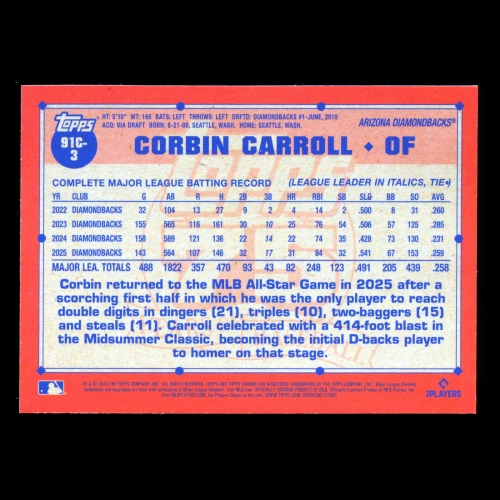 Topps
91C-
3
HT: 5'10" WT: 165 BATS: LEFT THROWS: LEFT DRFTD: DIAMONDBACKS #1-JUNE, 2019
ACQ: VIA DRAFT BORN: 8-21-00, SEATTLE, WASH. HOME: SEATTLE, WASH.
ARIZONA DIAMONDBACKS®
CORBIN CARROLL • OF
COMPLETE MAJOR LEAGUE BATTING RECORD (LEAGUE LEADER IN ITALICS, TIE•)
YR CLUB G AB R H 2B 3B HR RBI SB SLG BB SO AVG
2022 DIAMONDBACKS 32 104 13 27 9 2 4 14 2 .500 8 31 .260
2023 DIAMONDBACKS 155 565 116 161 30 10 25 76 54 .506 57 125 .285
2024 DIAMONDBACKS 158 589 121 136 22 14 22 74 35 .428 73 130 .231
2025 DIAMONDBACKS 143 564 107 146 32 17 31 84 32 .541 67 153 .259
MAJOR LEA. TOTALS 488 1822 357 470 93 43 82 248 123 .491 205 439 .258
Corbin returned to the MLB All-Star Game in 2025 after a
scorching first half in which he was the only player to reach
double digits in dingers (21), triples (10), two-baggers (15)
and steals (11). Carroll celebrated with a 414-foot blast in
the Midsummer Classic, becoming the initial D-backs player
to homer on that stage.
PLAYERS